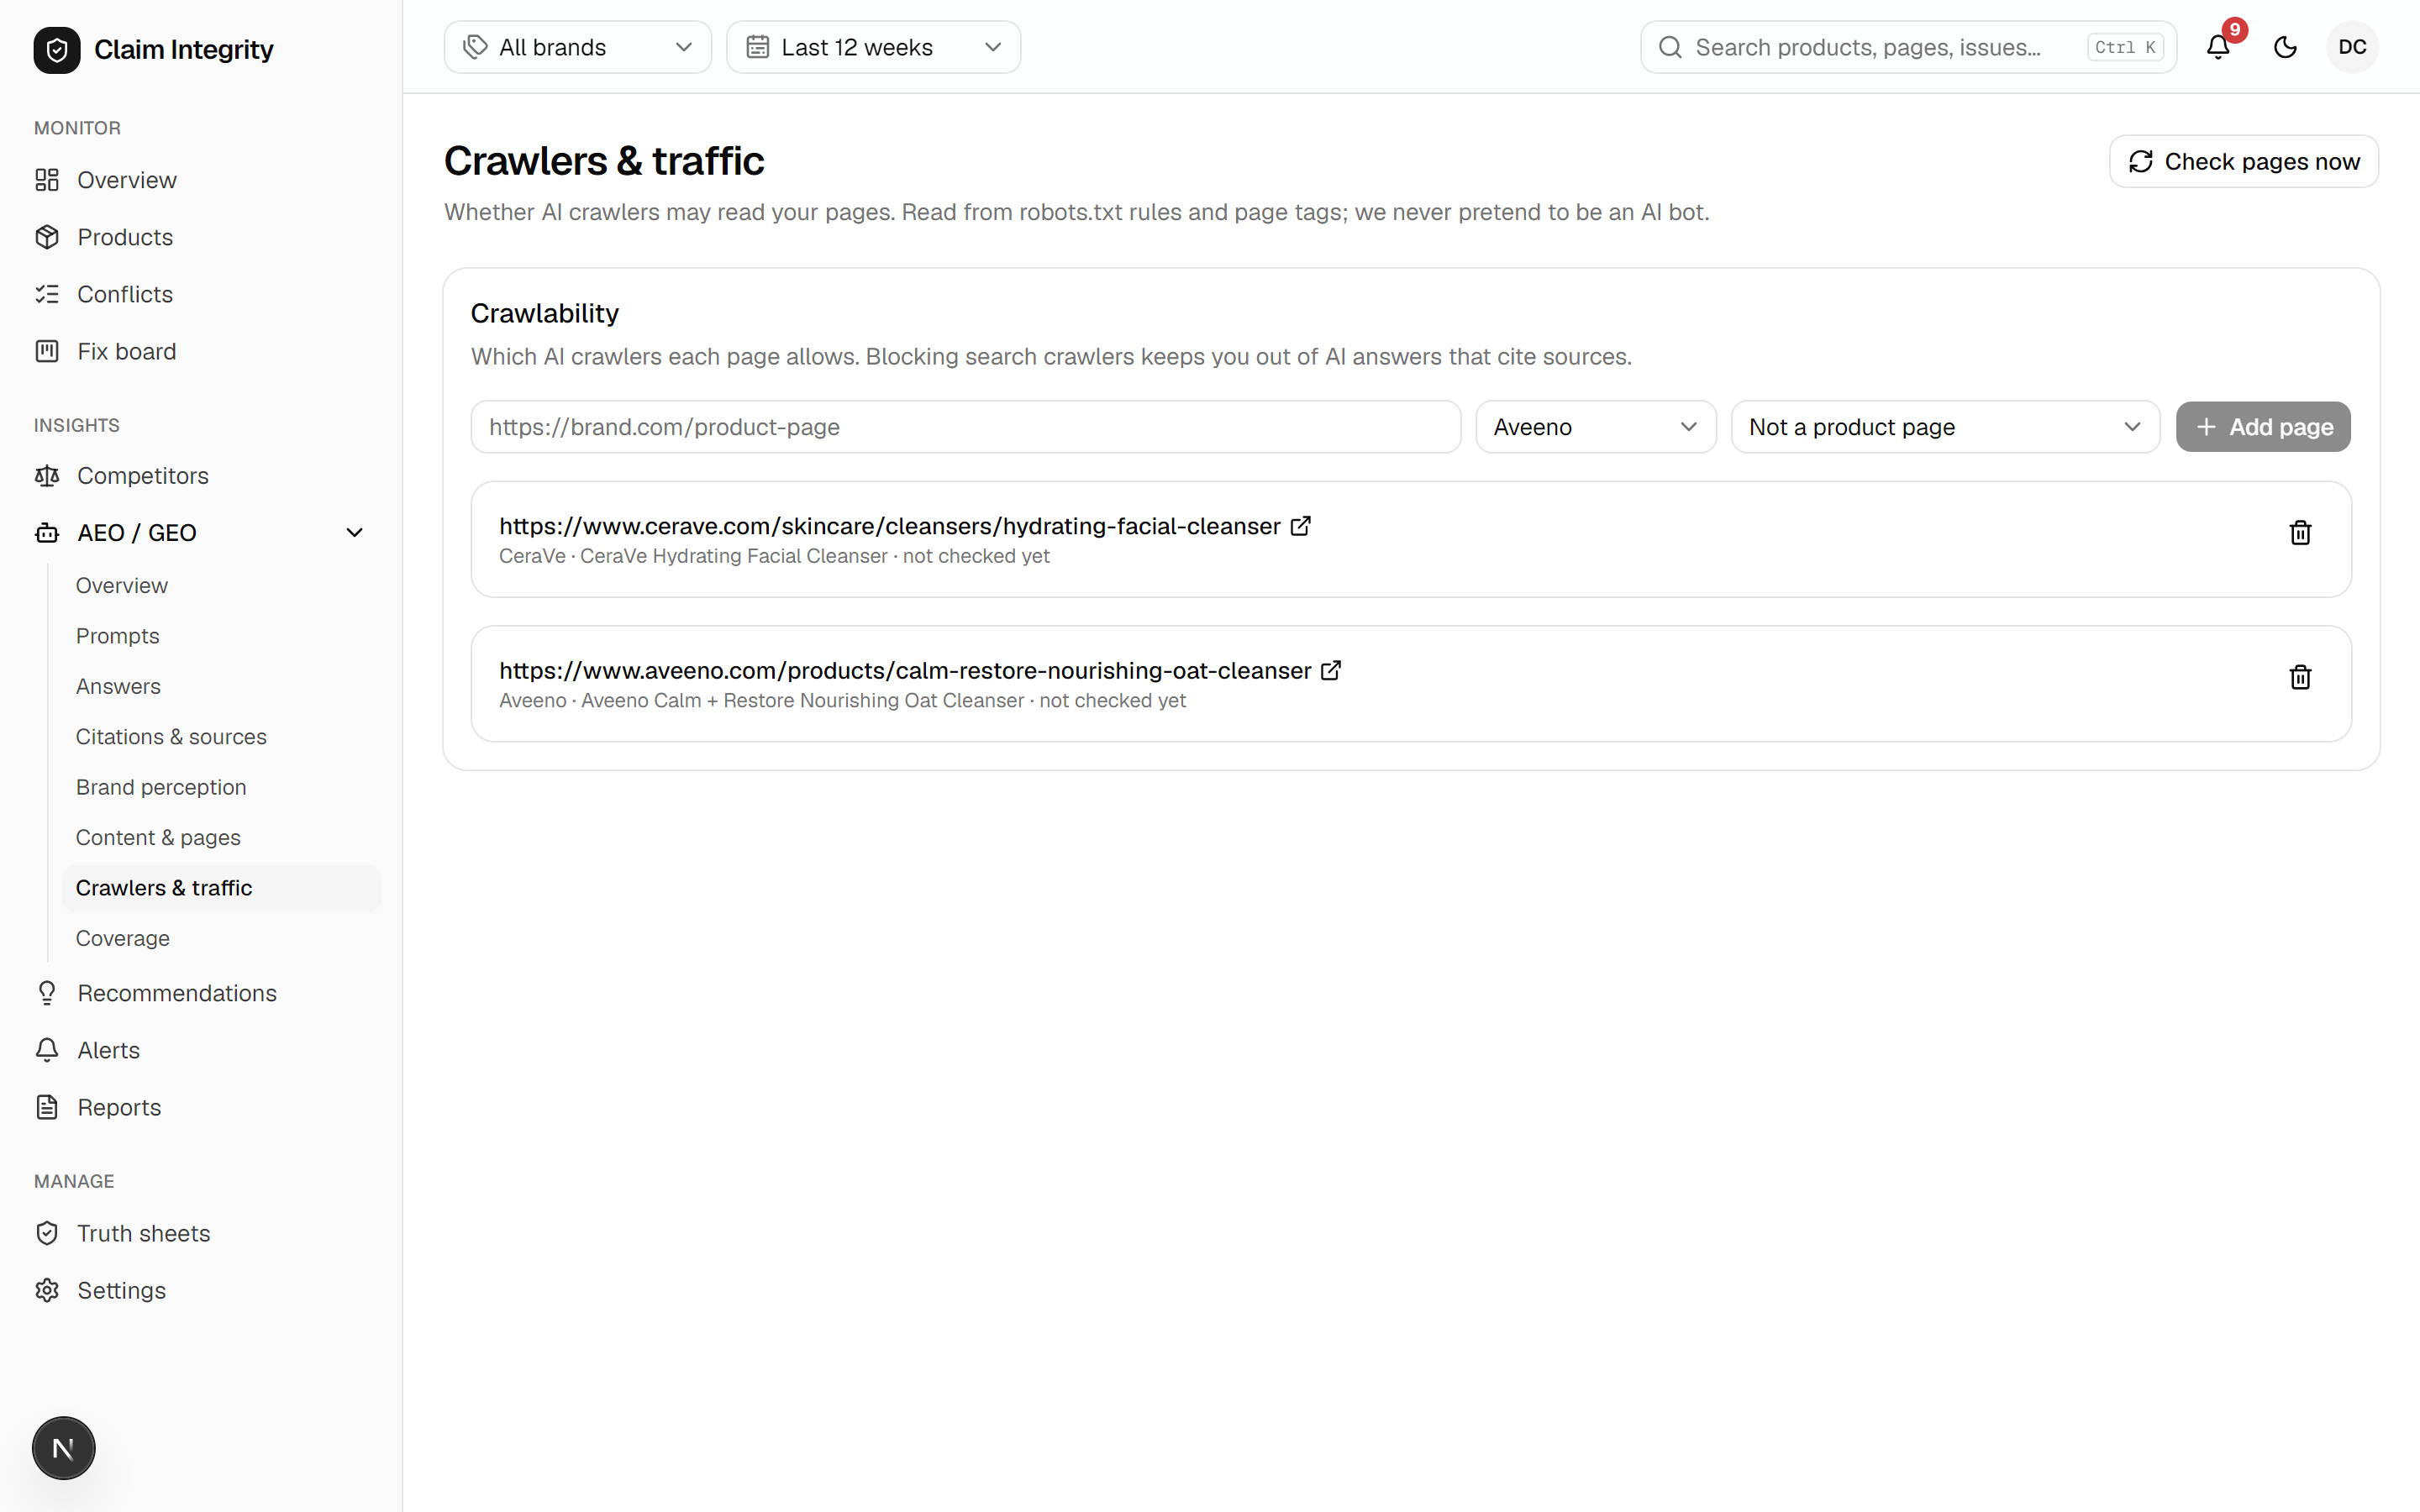 Claim Integrity
All brands
Last 12 weeks
Search products, pages, issues...
Ctrl K
9
DC
MONITOR
Overview
Products
Conflicts
Fix board
INSIGHTS
Competitors
AEO / GEO
Overview
Prompts
Answers
Citations & sources
Brand perception
Content & pages
Crawlers & traffic
Coverage
Recommendations
Alerts
Reports
MANAGE
Truth sheets
Settings
N
Crawlers & traffic
Check pages now
Whether AI crawlers may read your pages. Read from robots.txt rules and page tags; we never pretend to be an AI bot.
Crawlability
Which AI crawlers each page allows. Blocking search crawlers keeps you out of AI answers that cite sources.
https://brand.com/product-page
Aveeno
Not a product page
Add page
https://www.cerave.com/skincare/cleansers/hydrating-facial-cleanser
CeraVe · CeraVe Hydrating Facial Cleanser · not checked yet
https://www.aveeno.com/products/calm-restore-nourishing-oat-cleanser
Aveeno · Aveeno Calm + Restore Nourishing Oat Cleanser · not checked yet